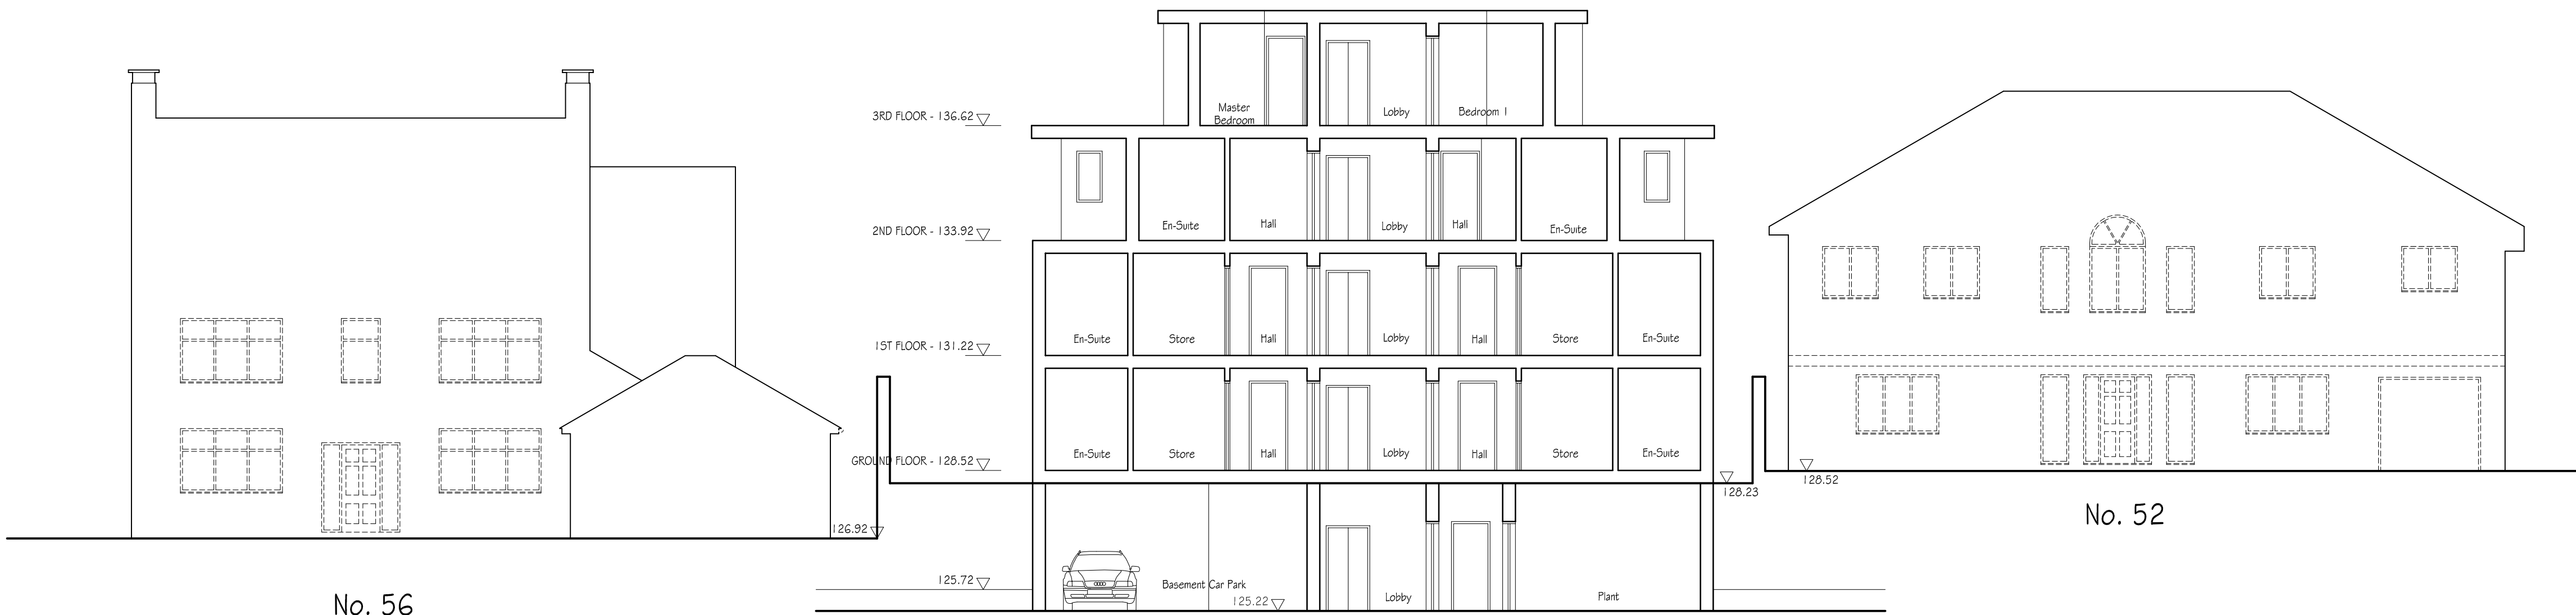 Master
Bedroom
Lobby
Bedroom 1
3RD FLOOR - 136.62
En-Suite
Hall
Lobby
Hall
En-Suite
2ND FLOOR - 133.92
En-Suite
Store
Hall
Lobby
Hall
Store
En-Suite
1ST FLOOR - 131.22
En-Suite
Store
Hall
Lobby
Hall
Store
En-Suite
GROUND FLOOR - 128.52
128.23
128.52
No. 52
126.92
125.72
Basement Car Park
125.22
Lobby
Plant
No. 56